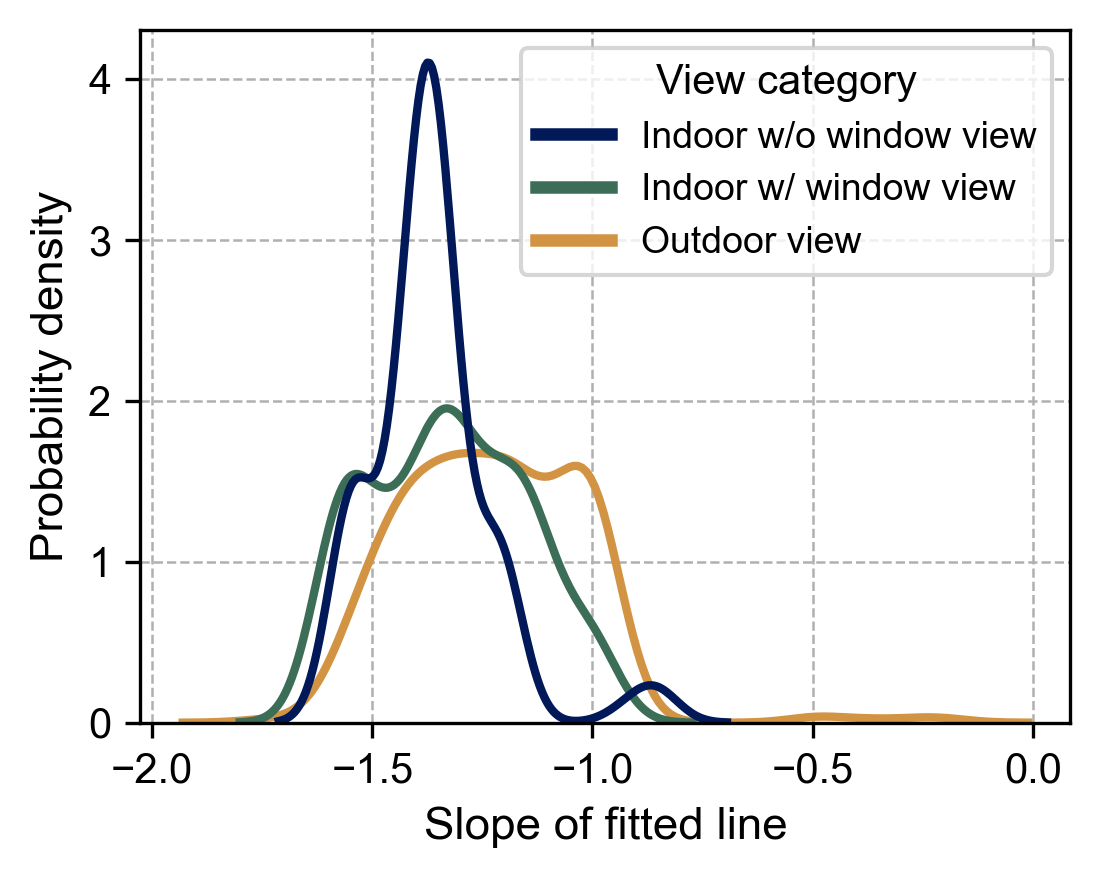 View category
Indoor w/o window view
Indoor w/ window view
Outdoor view
Probability density
4
3
2
1
0
−2.0 −1.5 −1.0 −0.5 0.0
Slope of fitted line